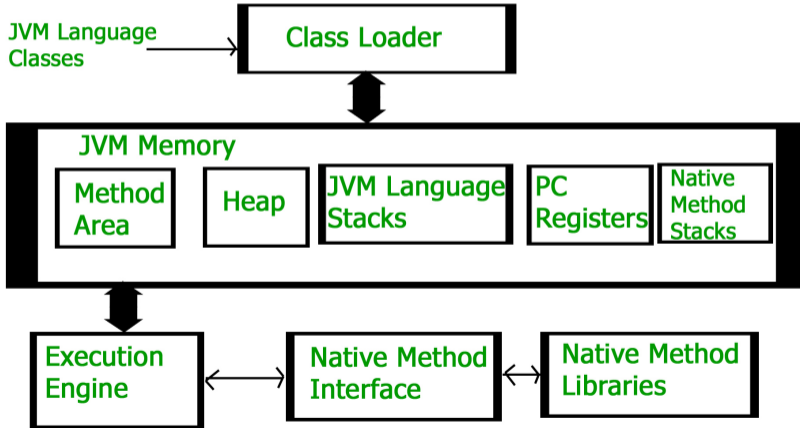 JVM Language
Classes
Class Loader
JVM Memory
Method
Area
Heap
JVM Language
Stacks
PC
Registers
Native
Method
Stacks
Execution
Engine
Native Method
Interface
Native Method
Libraries